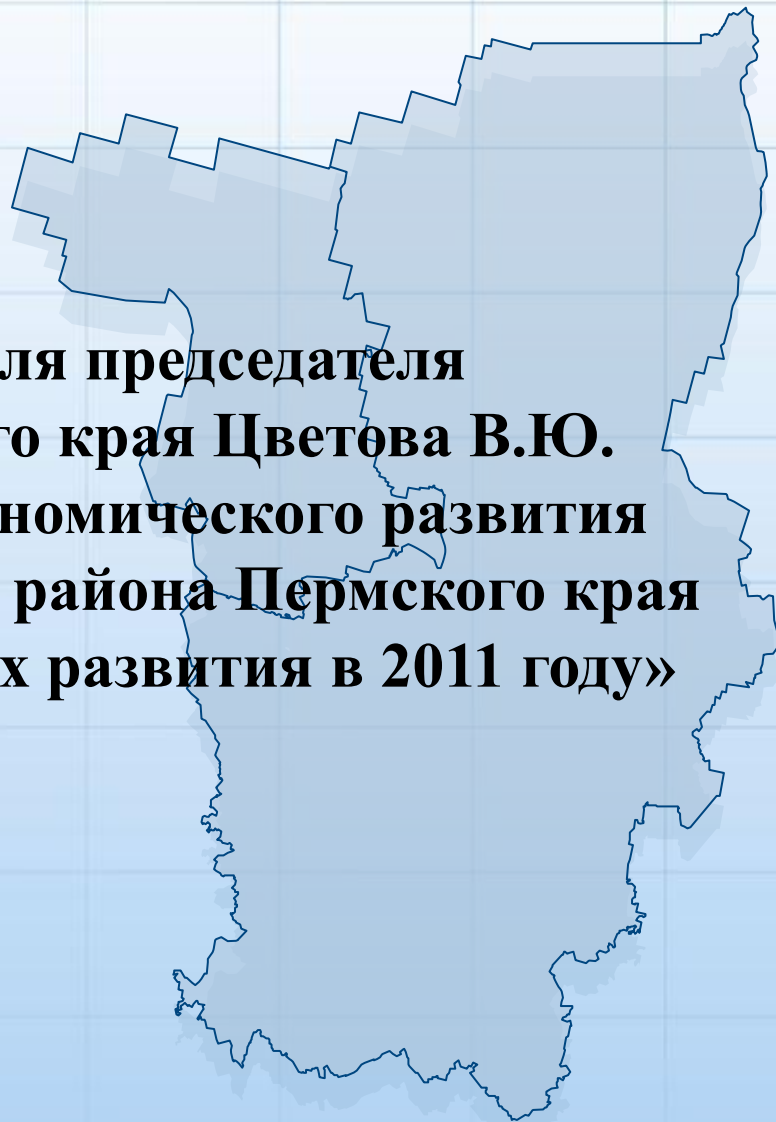 ля председателя
го края Цветова В.Ю.
номического развития
района Пермского края
х развития в 2011 году»